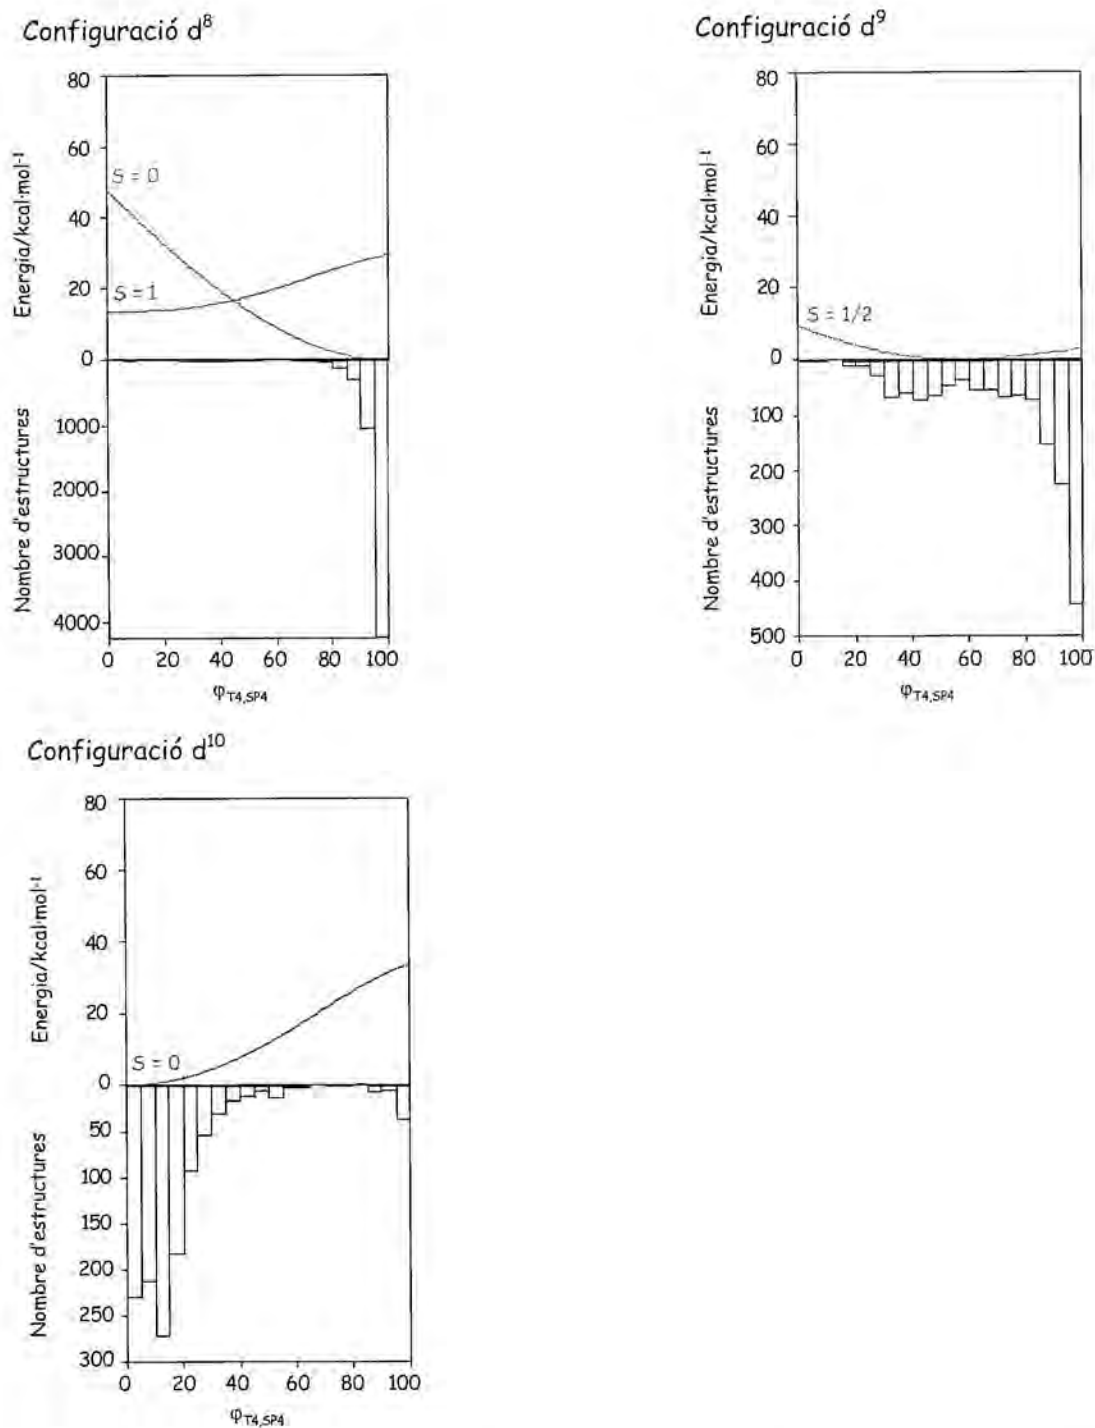 Configuració d⁸
80
60
40
20
0
Energia/kcal·mol⁻¹
S = 0
S = 1
1000
2000
3000
4000
Nombre d'estructures
0 20 40 60 80 100
φT4,SP4
Configuració d⁹
80
60
40
20
0
Energia/kcal·mol⁻¹
S = 1/2
100
200
300
400
500
Nombre d'estructures
0 20 40 60 80 100
φT4,SP4
Configuració d¹⁰
80
60
40
20
0
Energia/kcal·mol⁻¹
S = 0
50
100
150
200
250
300
Nombre d'estructures
0 20 40 60 80 100
φT4,SP4